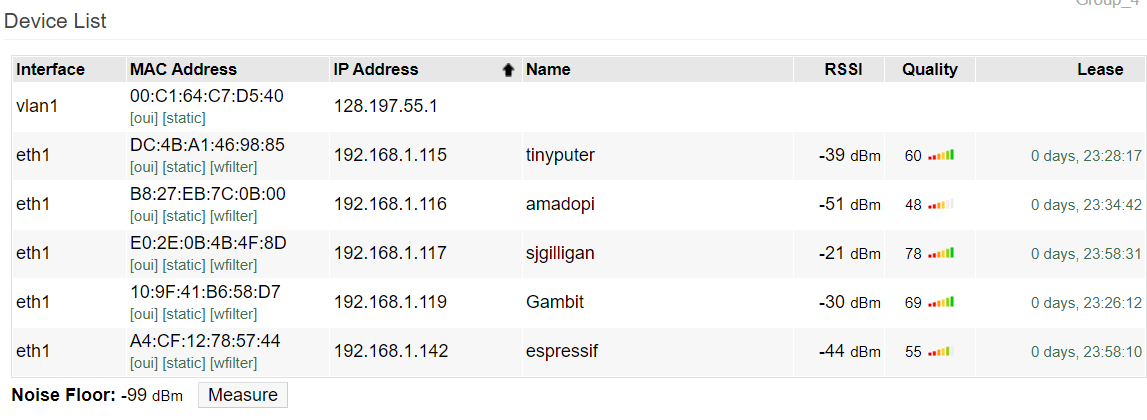 Group_4
Device List
Interface MAC Address IP Address Name RSSI Quality Lease
vlan1 00:C1:64:C7:D5:40 128.197.55.1
[oui] [static]
eth1 DC:4B:A1:46:98:85 192.168.1.115 tinyputer -39 dBm 60 0 days, 23:28:17
[oui] [static] [wfilter]
eth1 B8:27:EB:7C:0B:00 192.168.1.116 amadopi -51 dBm 48 0 days, 23:34:42
[oui] [static] [wfilter]
eth1 E0:2E:0B:4B:4F:8D 192.168.1.117 sjgilligan -21 dBm 78 0 days, 23:58:31
[oui] [static] [wfilter]
eth1 10:9F:41:B6:58:D7 192.168.1.119 Gambit -30 dBm 69 0 days, 23:26:12
[oui] [static] [wfilter]
eth1 A4:CF:12:78:57:44 192.168.1.142 espressif -44 dBm 55 0 days, 23:58:10
[oui] [static] [wfilter]
Noise Floor: -99 dBm Measure